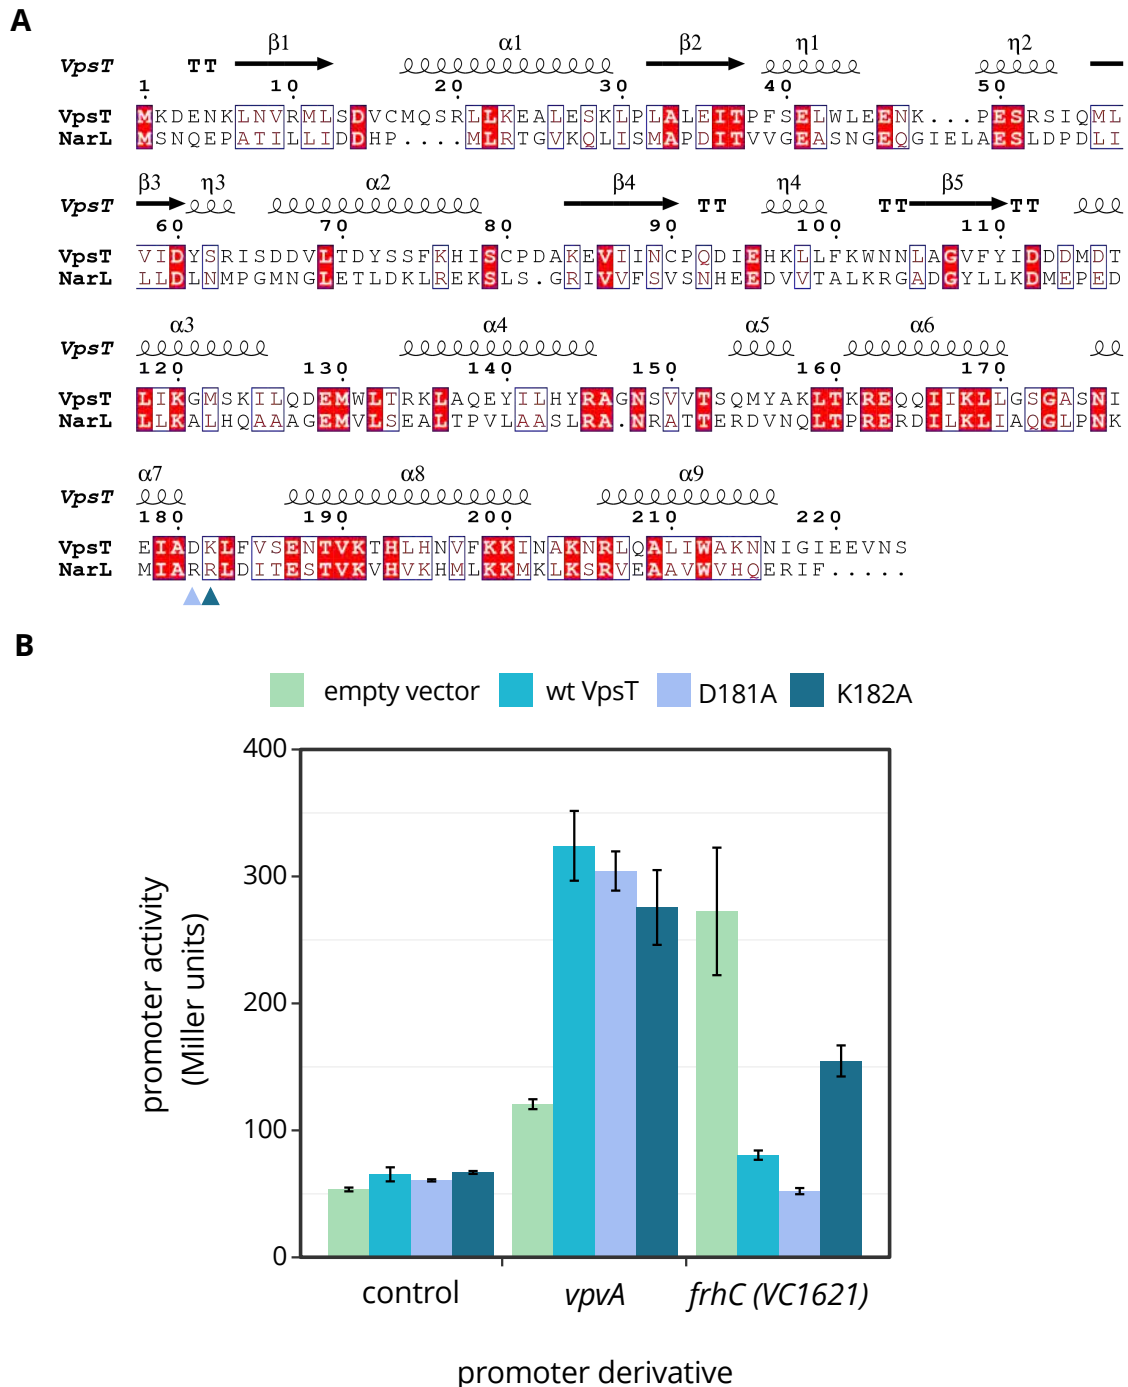 A
β1 α1 β2 η1 η2
VpsT TT
1 10 20 30 40 50
VpsT MKDENKLNVRMLSDVCMQSRLLKEALESKLPLALEITPFSELWLEENK...PESRSIQML
NarL MSNQEPATILLIDDHP....MLRTGVKQLISMAPDITVVGEASNGEQGIELAESLDPDLI
β3 η3 α2 β4 η4 β5
VpsT TT TT TT
60 70 80 90 100 110
VpsT VIDYSRISDDVLTDYSSFKHISCPDAKEVIINCPQDIEHKLLFKWNNLAGVFYIDDDMDT
NarL LLDLNMPGMNGLETLDKLREKSLS.GRIVVFSVSNHEEDVVTALKRGADGYLLKDMEPED
α3 α4 α5 α6
VpsT
120 130 140 150 160 170
VpsT LIKGMSKILQDEMWLTRKLAQEYILHYRAGNSVVTSQMYAKLTKREQQIIKLLGSGASNI
NarL LLKALHQAAAGEMVLSEALTPVLAASLRA.NRATTERDVNQLTPRERDILKLIAQGLPNK
α7 α8 α9
VpsT
180 190 200 210 220
VpsT EIADKLFVSENTVKTHLHNVFKKINAKNRLQALIWAKNNIGIEEVNS
NarL MIARRLDITESTVKVHVKHMLKKMKLKSRVEAAVWVHQERIF.....
B
empty vector wt VpsT D181A K182A
400
300
200
100
0
promoter activity
(Miller units)
control vpvA frhC (VC1621)
promoter derivative